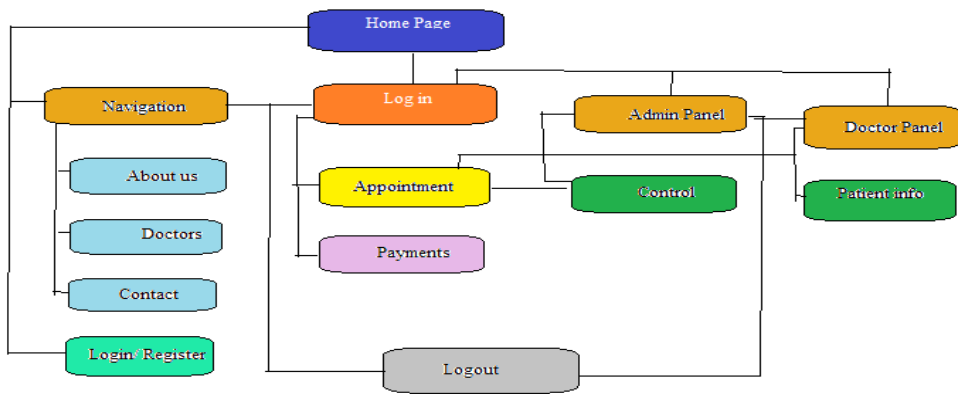 Home Page
Navigation
Log in
Admin Panel
Doctor Panel
About us
Appointment
Control
Patient info
Doctors
Payments
Contact
Login/ Register
Logout